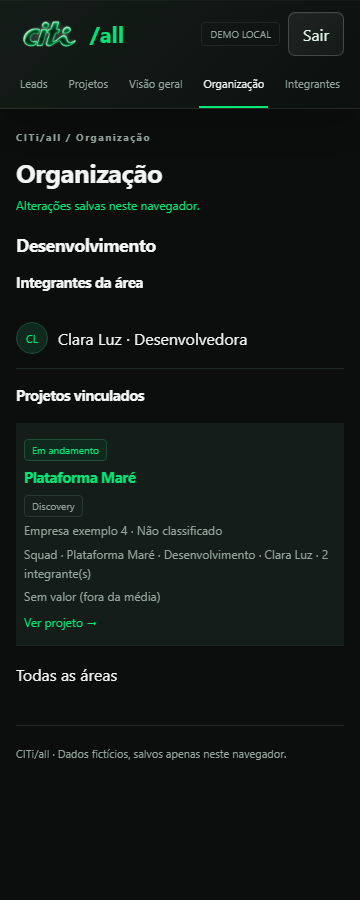 citi /all
DEMO LOCAL
Sair
Leads
Projetos
Visão geral
Organização
Integrantes
CITi/all / Organização
Organização
Alterações salvas neste navegador.
Desenvolvimento
Integrantes da área
CL
Clara Luz · Desenvolvedora
Projetos vinculados
Em andamento
Plataforma Maré
Discovery
Empresa exemplo 4 · Não classificado
Squad · Plataforma Maré · Desenvolvimento · Clara Luz · 2
integrante(s)
Sem valor (fora da média)
Ver projeto →
Todas as áreas
CITi/all · Dados fictícios, salvos apenas neste navegador.